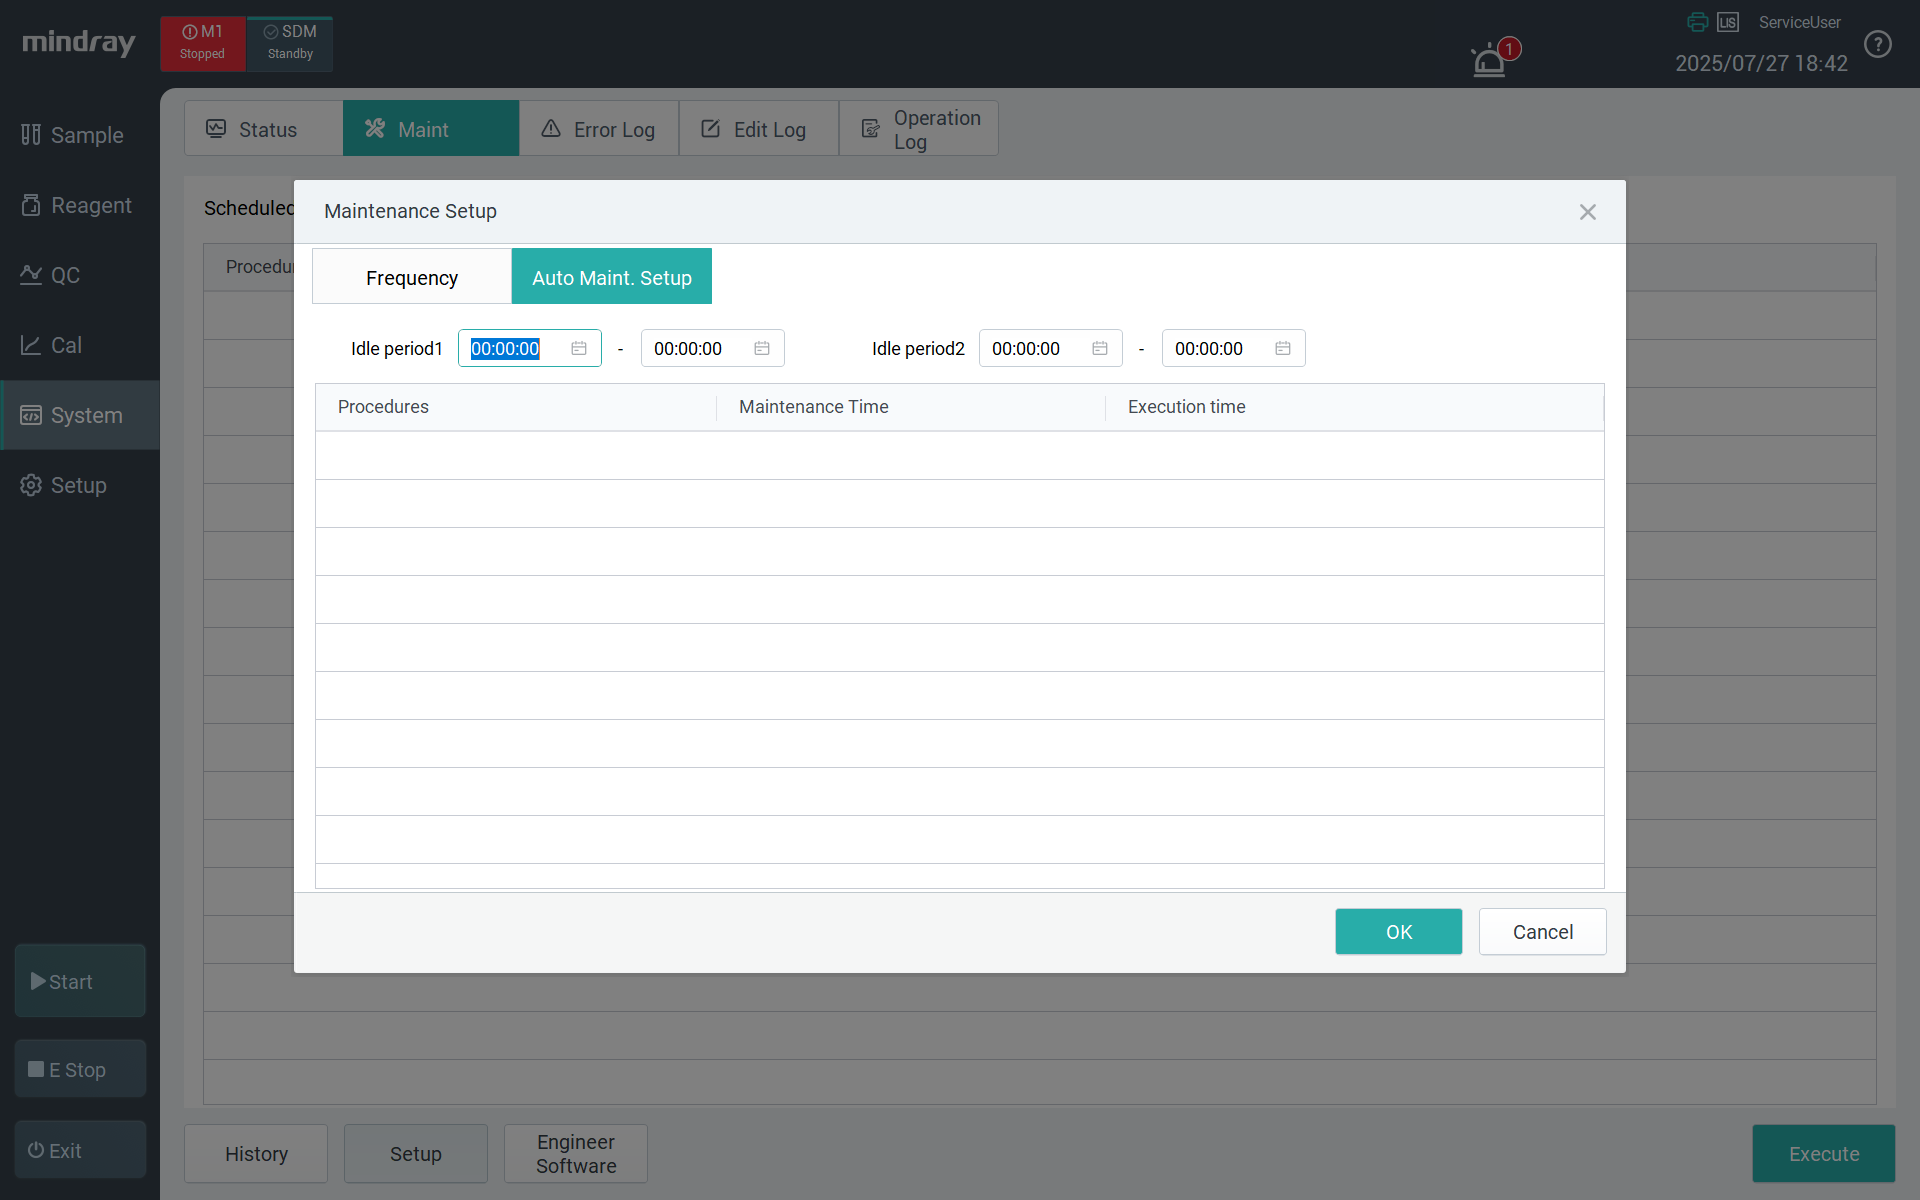 mindray
M1
Stopped
SDM
Standby
1
LIS
ServiceUser
2025/07/27 18:42
?
Sample
Reagent
QC
Cal
System
Setup
Start
E Stop
Exit
Status
Maint
Error Log
Edit Log
Operation
Log
Scheduled
Maintenance Setup
Frequency
Auto Maint. Setup
Idle period1 00:00:00 - 00:00:00 Idle period2 00:00:00 - 00:00:00
Procedures Maintenance Time Execution time
OK Cancel
History
Setup
Engineer
Software
Execute